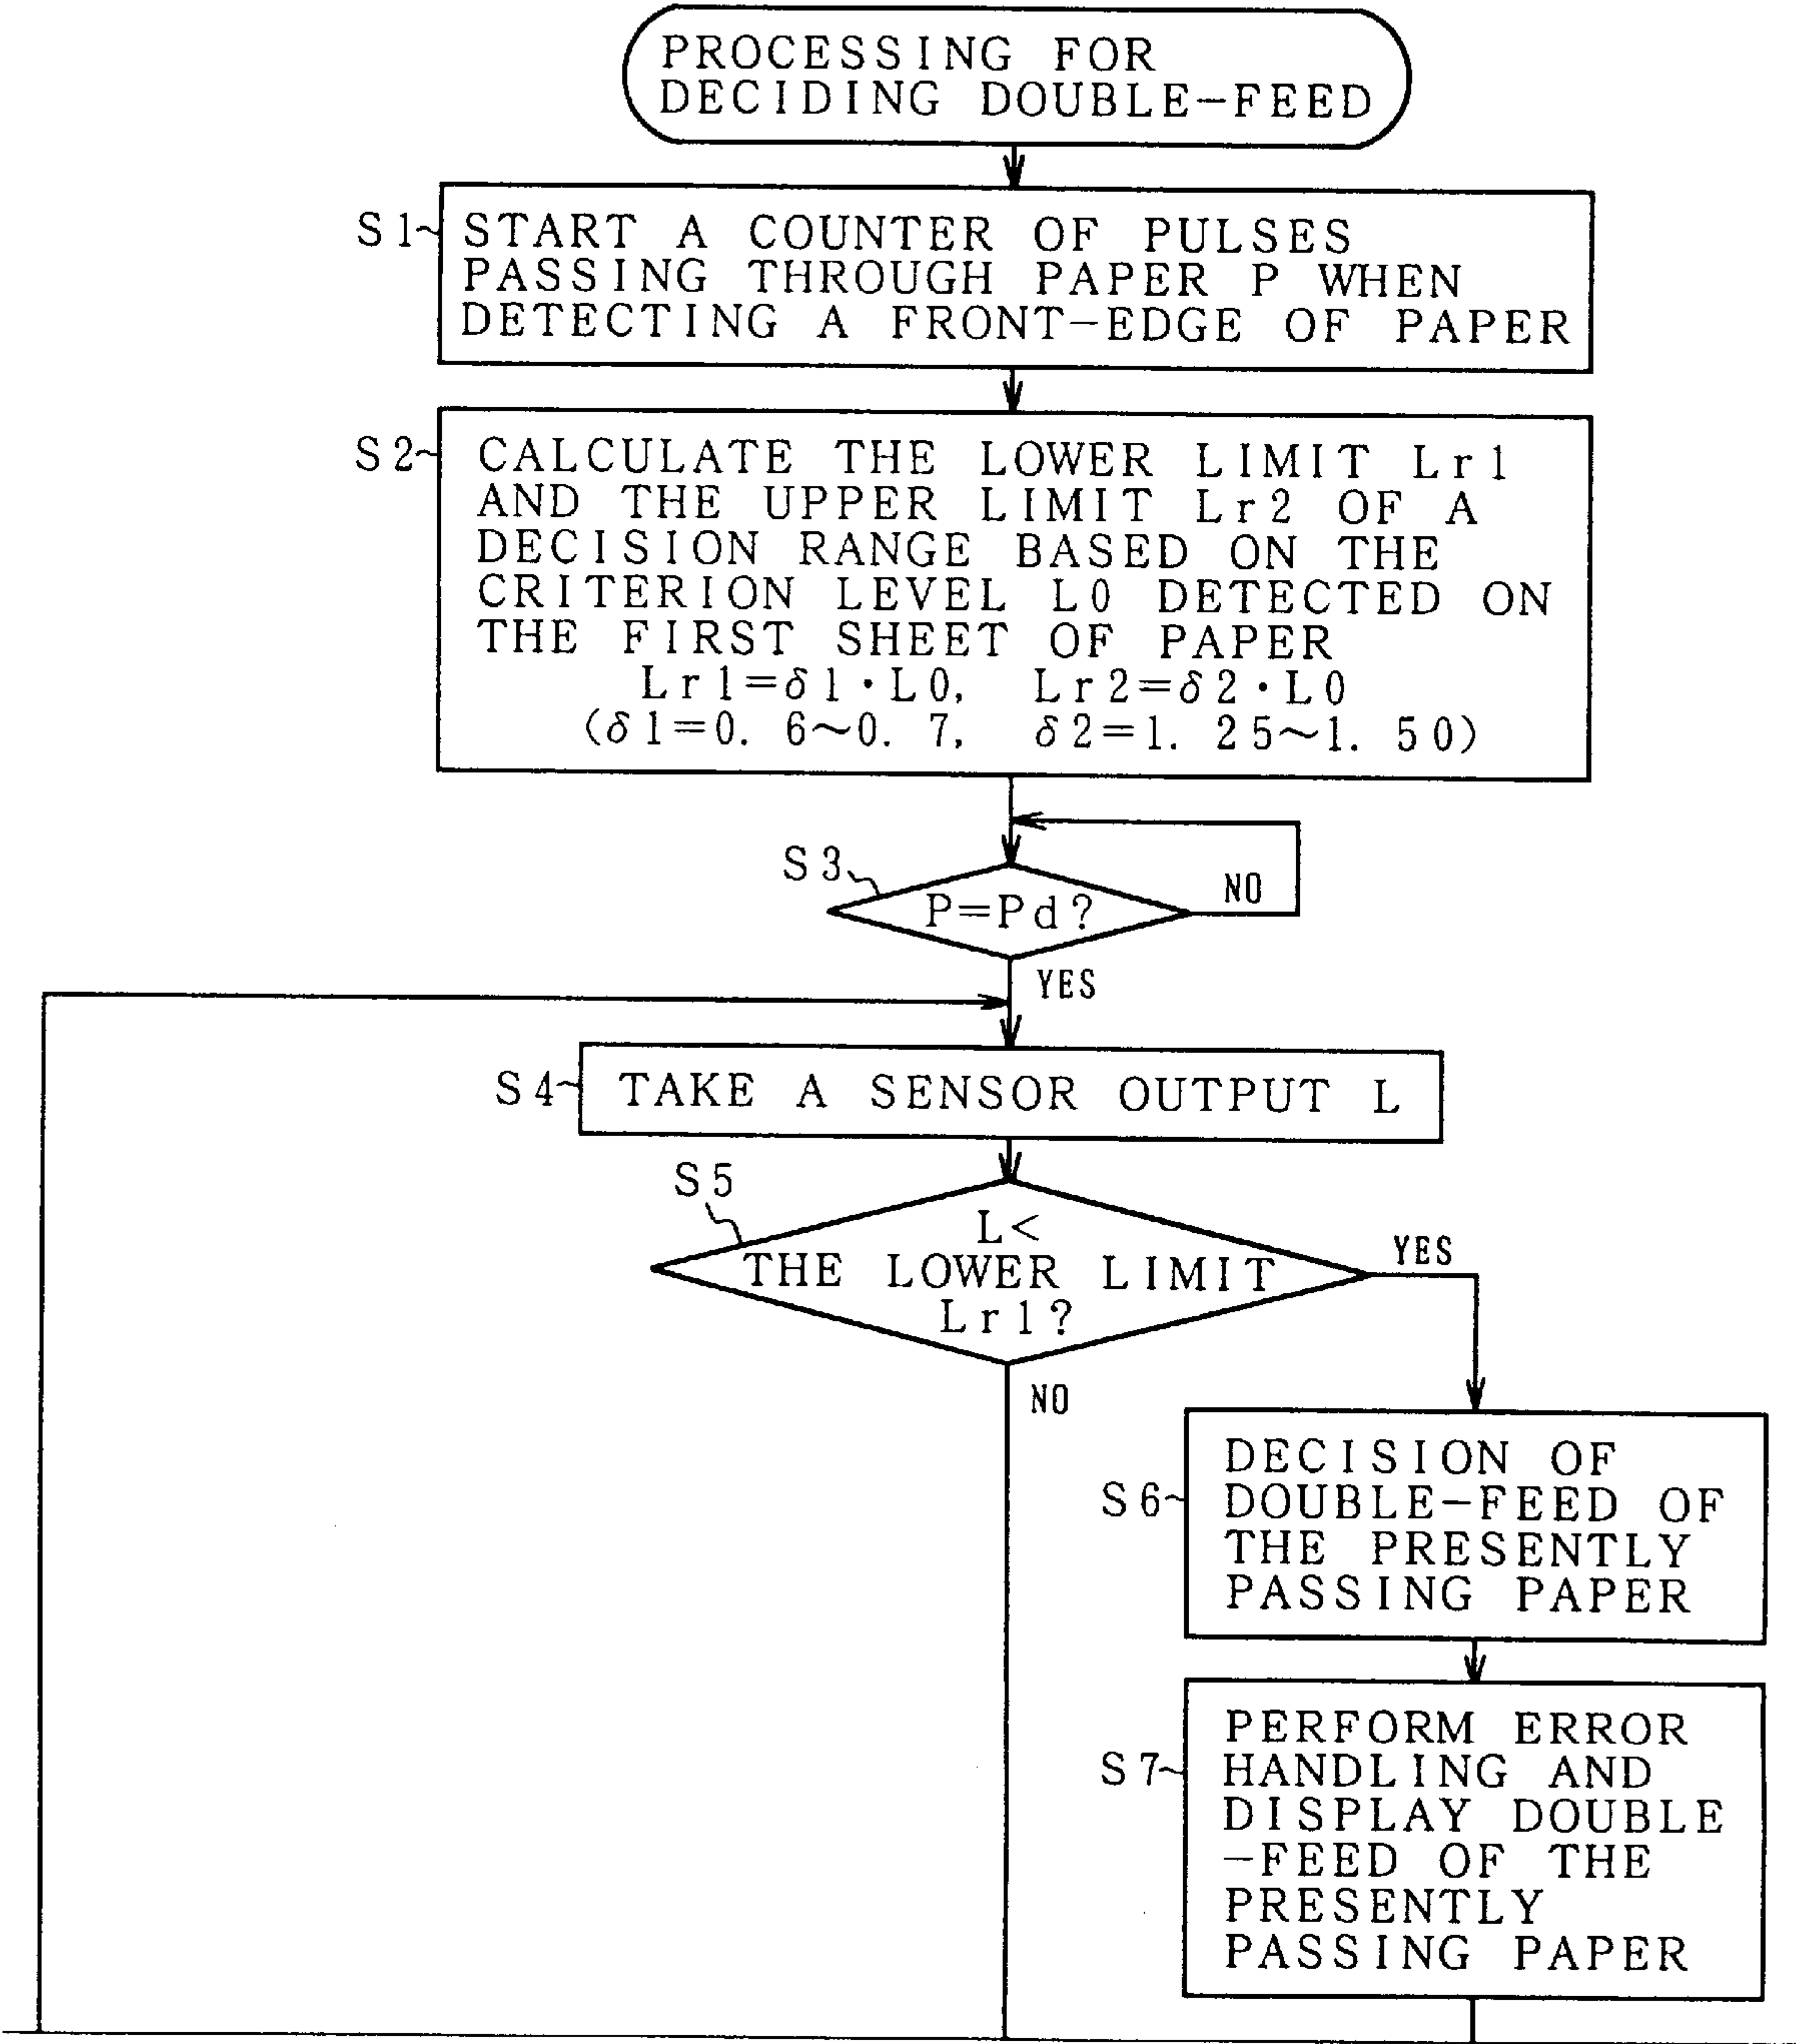 PROCESSING FOR
DECIDING DOUBLE-FEED
S1
START A COUNTER OF PULSES
PASSING THROUGH PAPER P WHEN
DETECTING A FRONT-EDGE OF PAPER
S2
CALCULATE THE LOWER LIMIT Lr1
AND THE UPPER LIMIT Lr2 OF A
DECISION RANGE BASED ON THE
CRITERION LEVEL L0 DETECTED ON
THE FIRST SHEET OF PAPER
Lr1=δ1·L0, Lr2=δ2·L0
(δ1=0.6~0.7, δ2=1.25~1.50)
S3
P=Pd?
NO
YES
S4
TAKE A SENSOR OUTPUT L
S5
L<
THE LOWER LIMIT
Lr1?
YES
NO
S6
DECISION OF
DOUBLE-FEED OF
THE PRESENTLY
PASSING PAPER
S7
PERFORM ERROR
HANDLING AND
DISPLAY DOUBLE
-FEED OF THE
PRESENTLY
PASSING PAPER